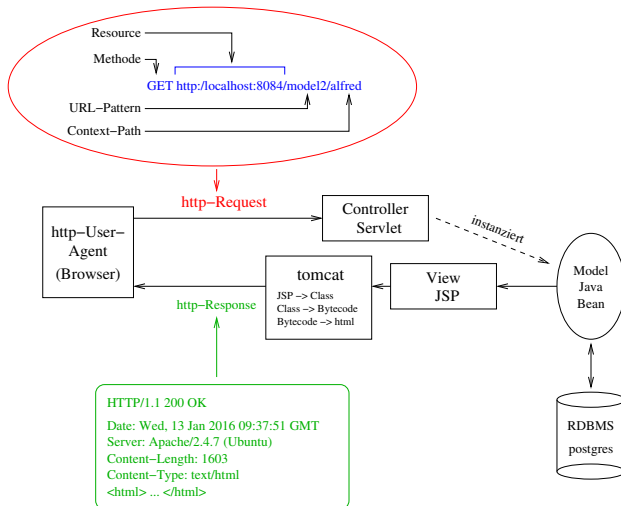 Resource
Methode
GET http:/localhost:8084/model2/alfred
URL-Pattern
Context-Path
http-Request
http-User-
Agent
(Browser)
Controller
Servlet
instanziert
tomcat
JSP -> Class
Class -> Bytecode
Bytecode -> html
View
JSP
Model
Java
Bean
http-Response
HTTP/1.1 200 OK
Date: Wed, 13 Jan 2016 09:37:51 GMT
Server: Apache/2.4.7 (Ubuntu)
Content-Length: 1603
Content-Type: text/html
<html> ... </html>
RDBMS
postgres